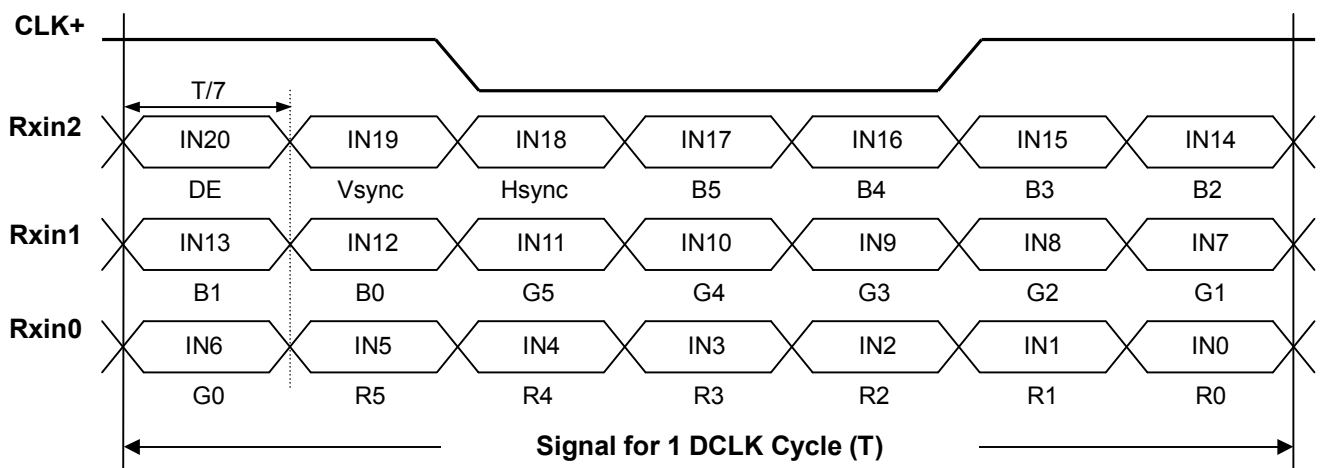 CLK+
T/7
Rxin2 IN20 IN19 IN18 IN17 IN16 IN15 IN14
DE Vsync Hsync B5 B4 B3 B2
Rxin1 IN13 IN12 IN11 IN10 IN9 IN8 IN7
B1 B0 G5 G4 G3 G2 G1
Rxin0 IN6 IN5 IN4 IN3 IN2 IN1 IN0
G0 R5 R4 R3 R2 R1 R0
Signal for 1 DCLK Cycle (T)